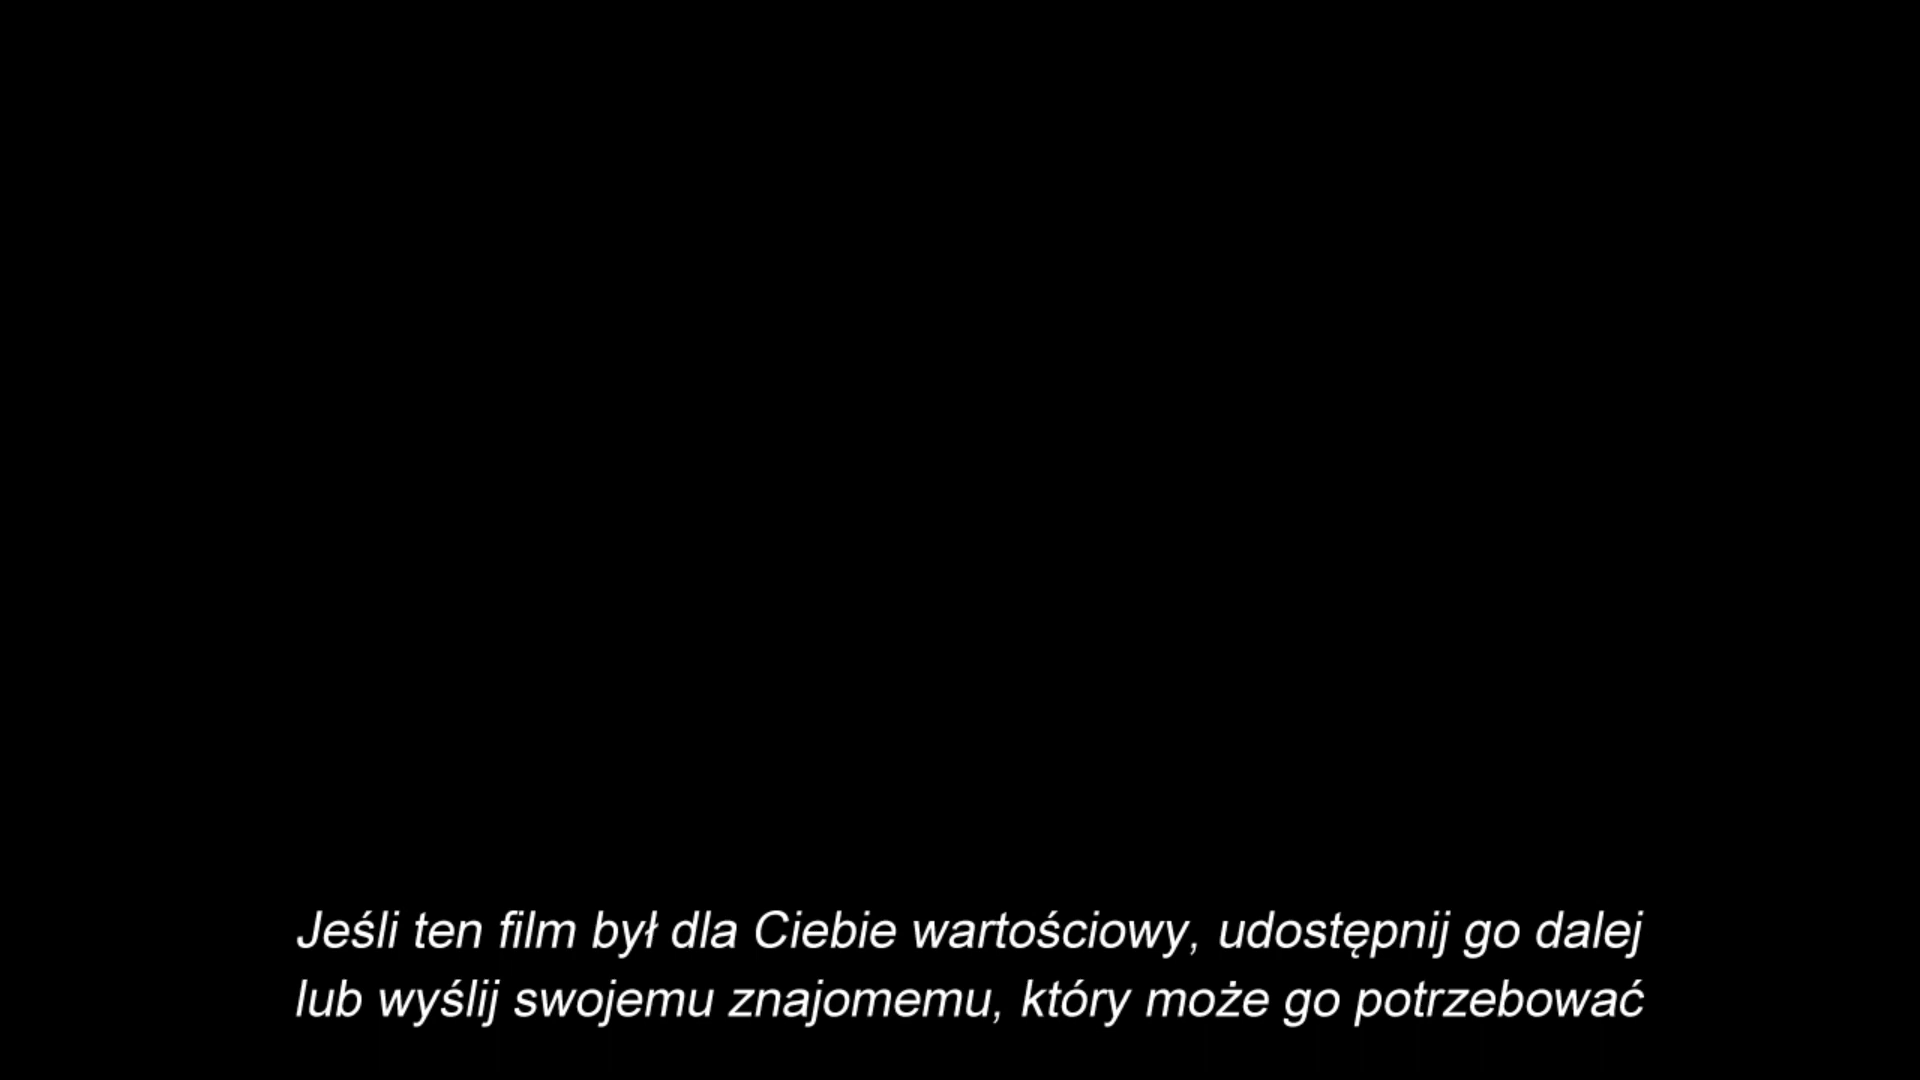 Jeśli ten film był dla Ciebie wartościowy, udostępnij go dalej
lub wyślij swojemu znajomemu, który może go potrzebować